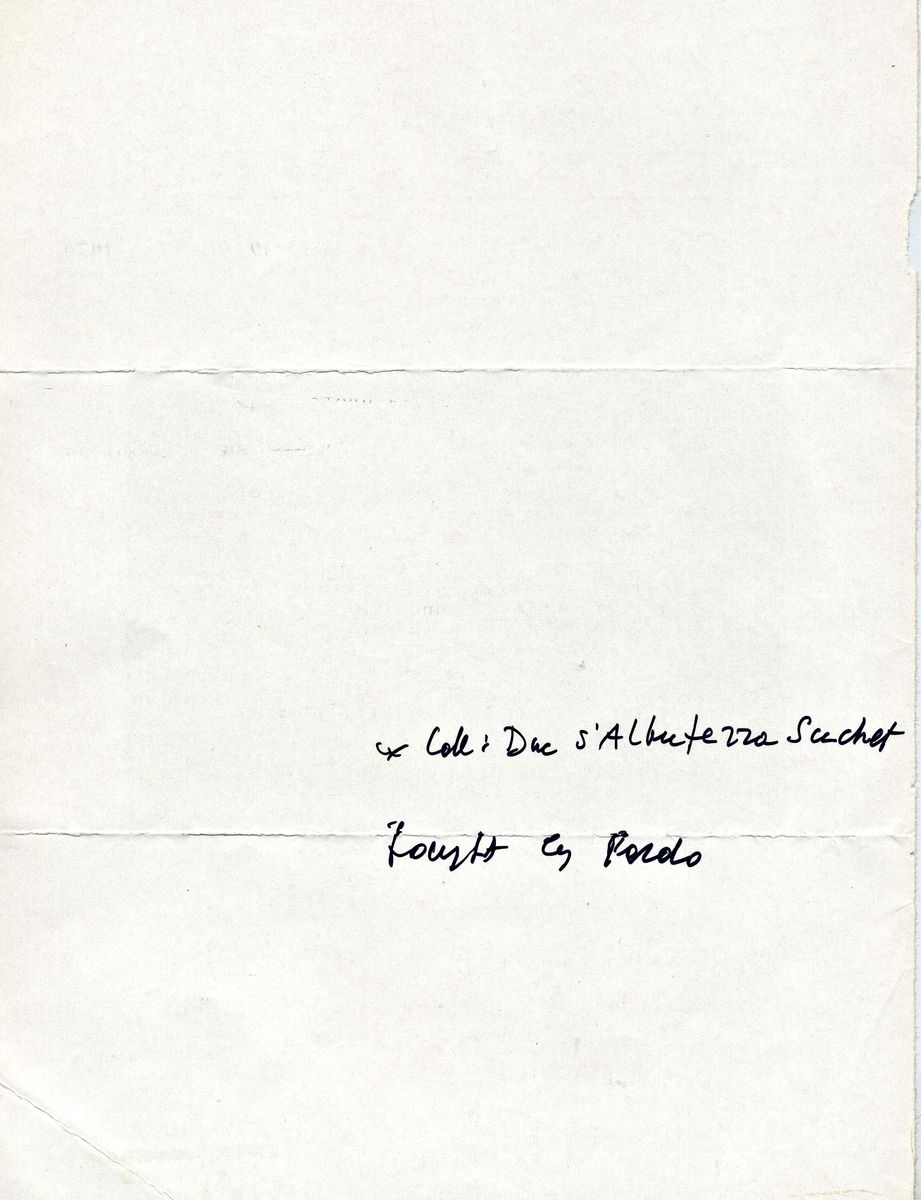 ex Coll: Duc d'Albufezza Suchet
Bought by Pardo